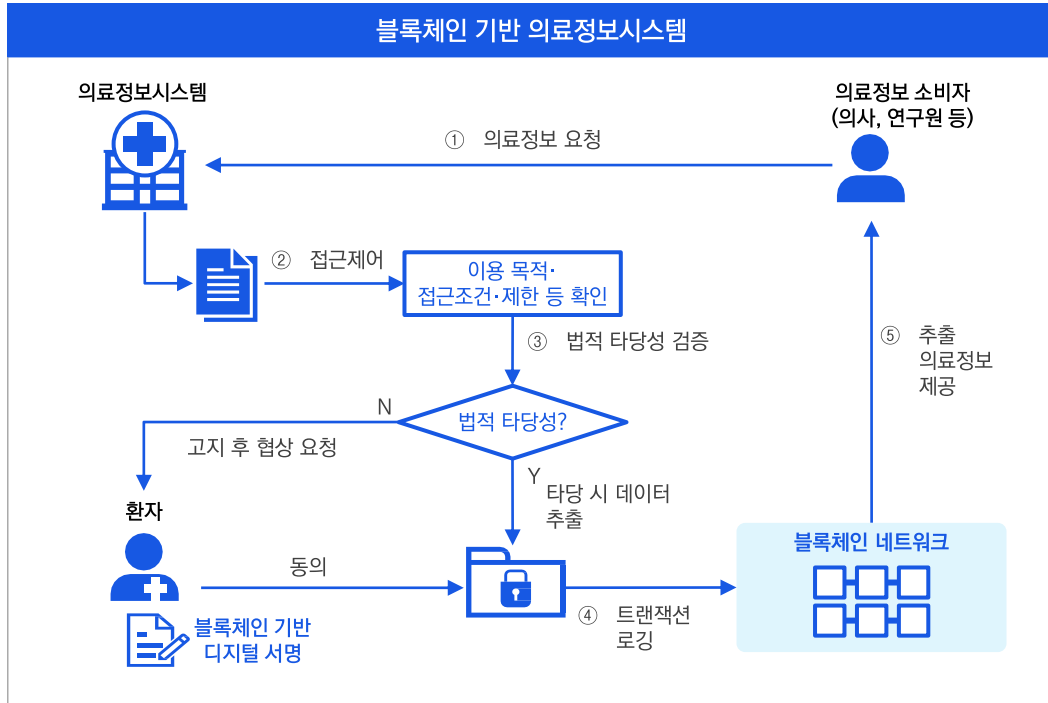 블록체인 기반 의료정보시스템
의료정보시스템
의료정보 소비자
(의사, 연구원 등)
① 의료정보 요청
② 접근제어
이용 목적·
접근조건·제한 등 확인
③ 법적 타당성 검증
⑤ 추출
의료정보
제공
N
법적 타당성?
고지 후 협상 요청
Y
타당 시 데이터
추출
환자
블록체인 네트워크
동의
④ 트랜잭션
로깅
블록체인 기반
디지털 서명